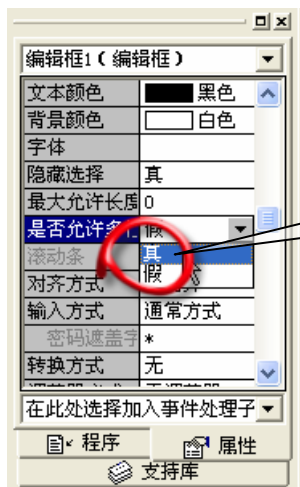 编辑框1（编辑框）
文本颜色 黑色
背景颜色 白色
字体
隐藏选择 真
最大允许长度 0
是否允许多行 假
滚动条 真
对齐方式 假
输入方式 通常方式
密码遮盖字 *
转换方式 无
在此处选择加入事件处理子
程序 属性
支持库